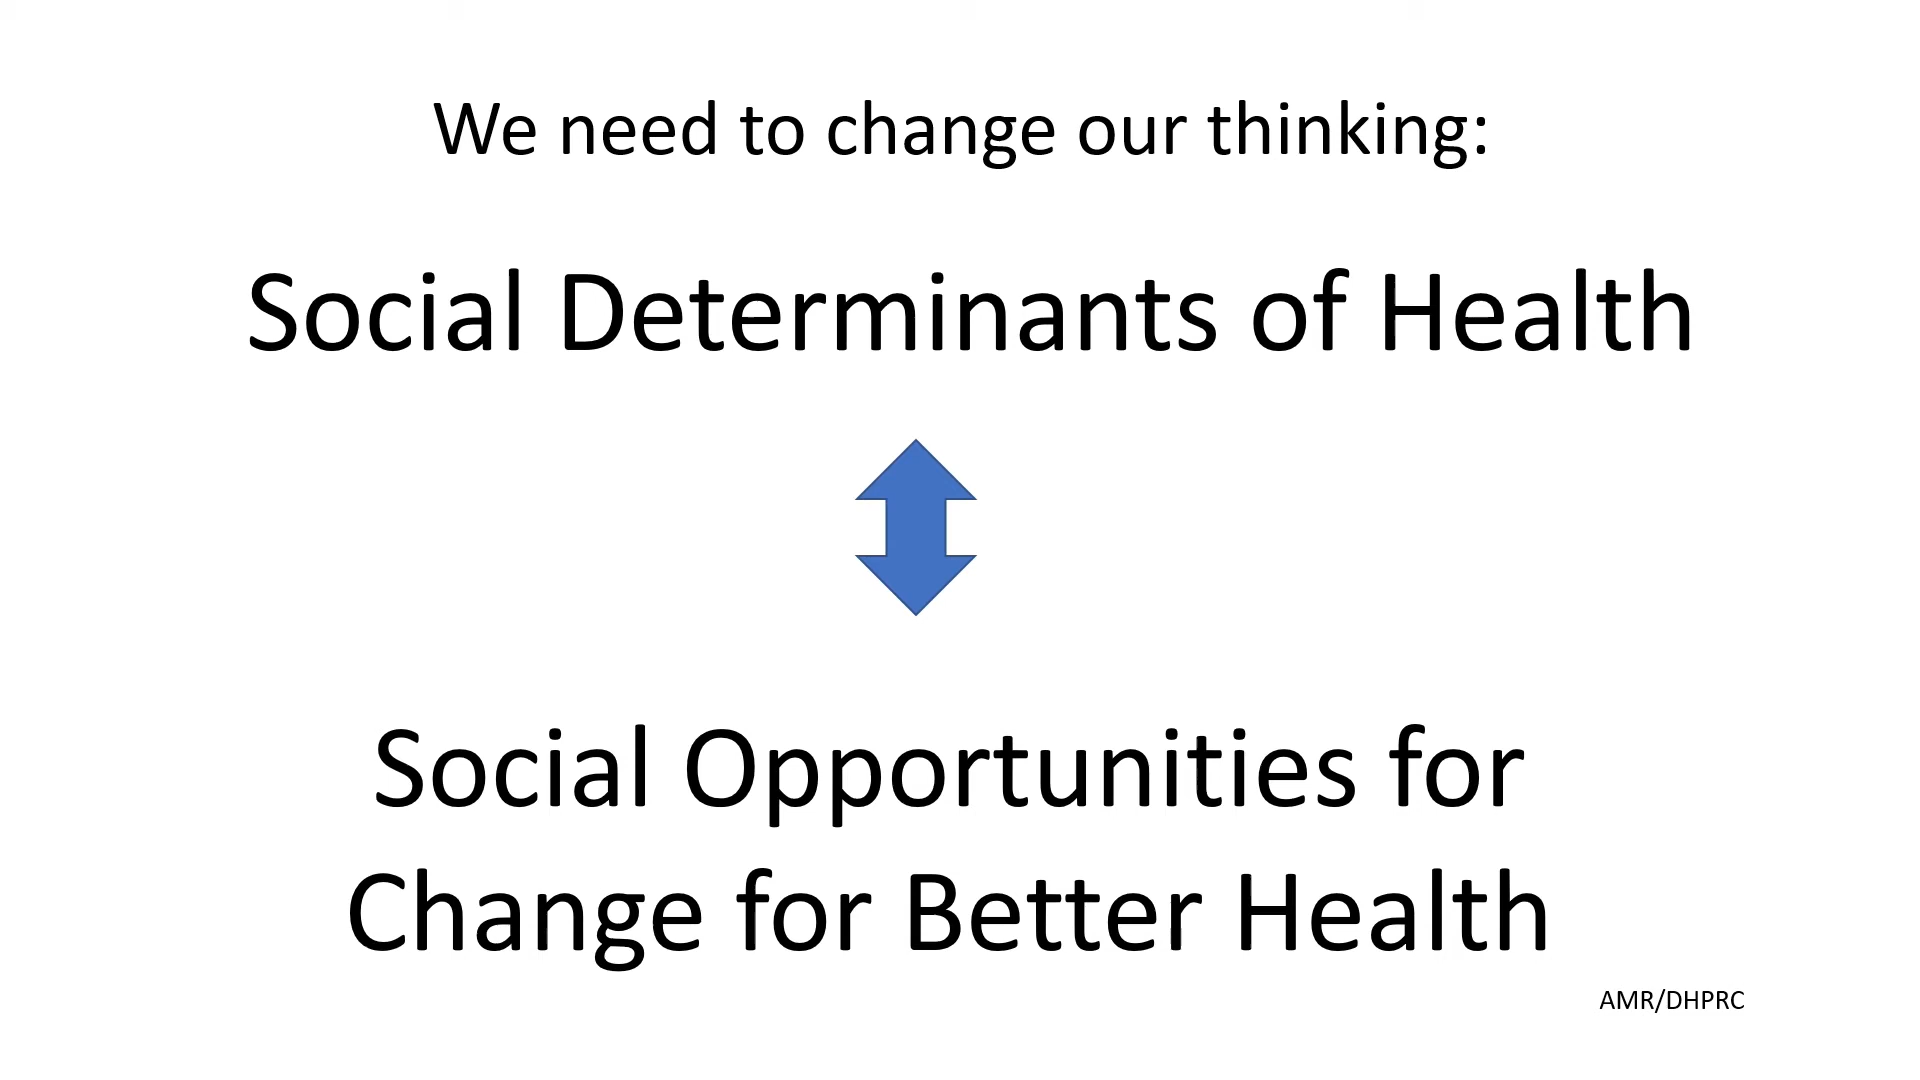 We need to change our thinking:
Social Determinants of Health
Social Opportunities for
Change for Better Health
AMR/DHPRC